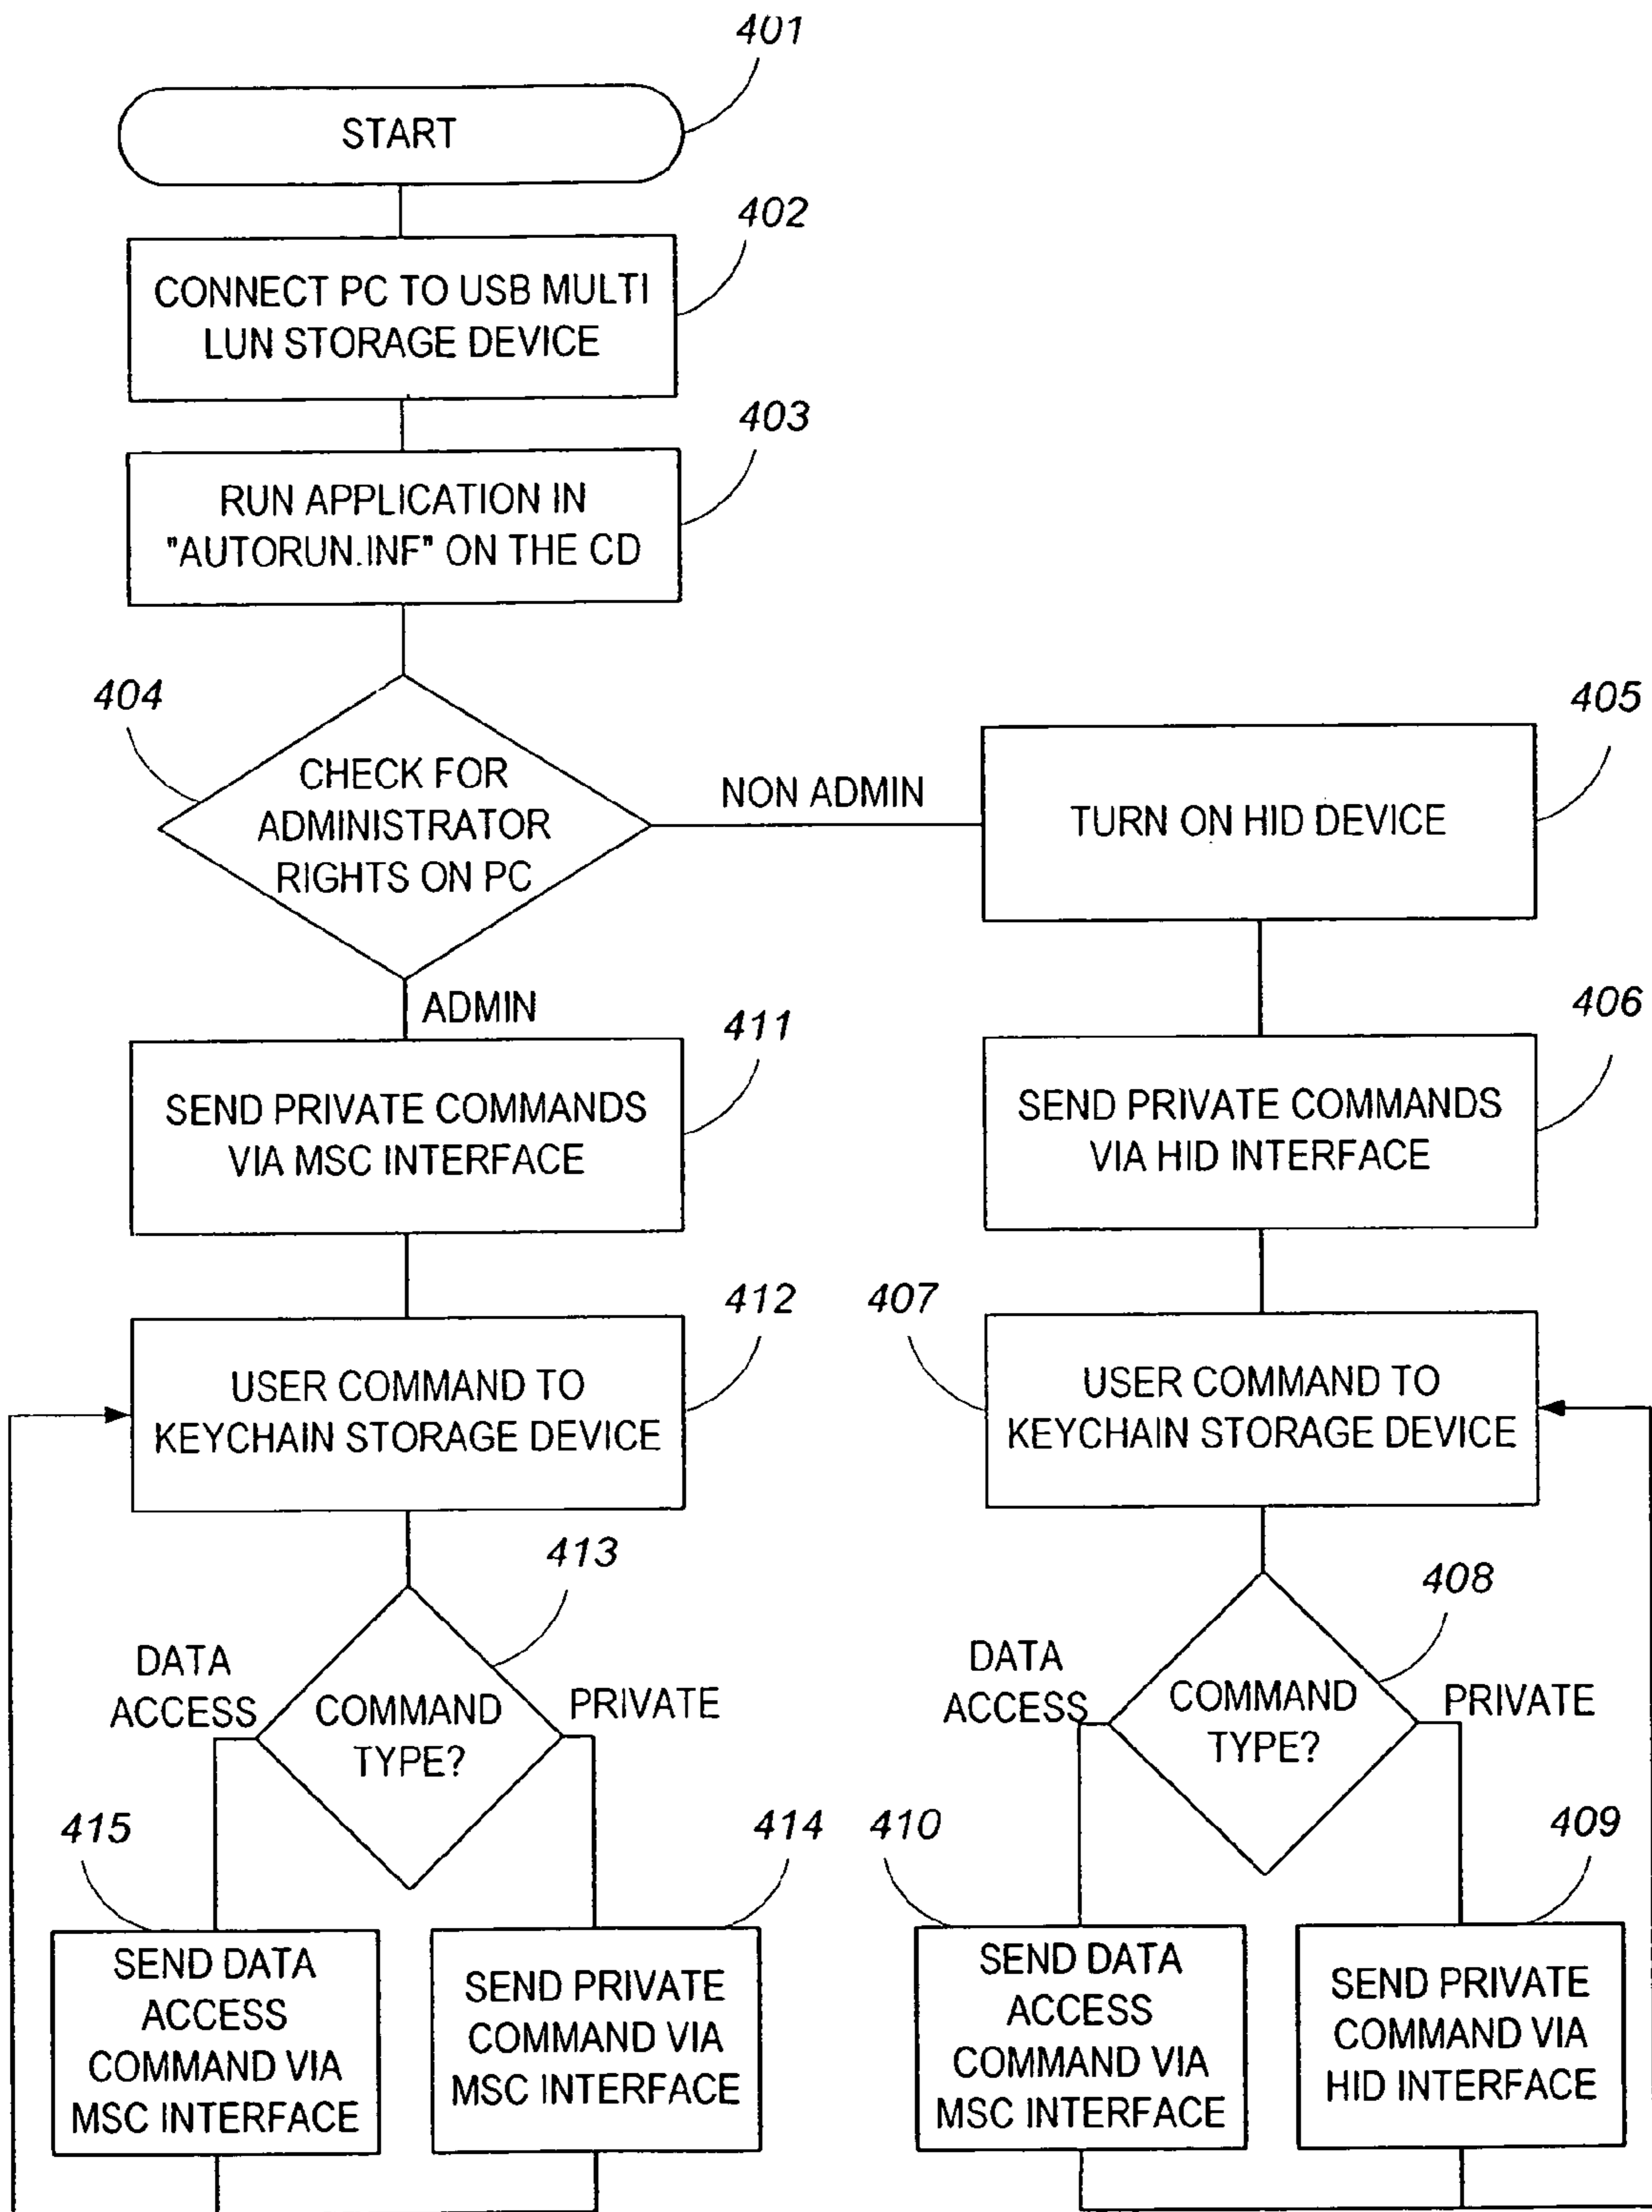 401
START
402
CONNECT PC TO USB MULTI
LUN STORAGE DEVICE
403
RUN APPLICATION IN
"AUTORUN.INF" ON THE CD
404
CHECK FOR
ADMINISTRATOR
RIGHTS ON PC
NON ADMIN
405
TURN ON HID DEVICE
ADMIN
411
SEND PRIVATE COMMANDS
VIA MSC INTERFACE
406
SEND PRIVATE COMMANDS
VIA HID INTERFACE
412
USER COMMAND TO
KEYCHAIN STORAGE DEVICE
407
USER COMMAND TO
KEYCHAIN STORAGE DEVICE
413
DATA
ACCESS
COMMAND
TYPE?
PRIVATE
408
DATA
ACCESS
COMMAND
TYPE?
PRIVATE
415
SEND DATA
ACCESS
COMMAND VIA
MSC INTERFACE
414
SEND PRIVATE
COMMAND VIA
MSC INTERFACE
410
SEND DATA
ACCESS
COMMAND VIA
MSC INTERFACE
409
SEND PRIVATE
COMMAND VIA
HID INTERFACE